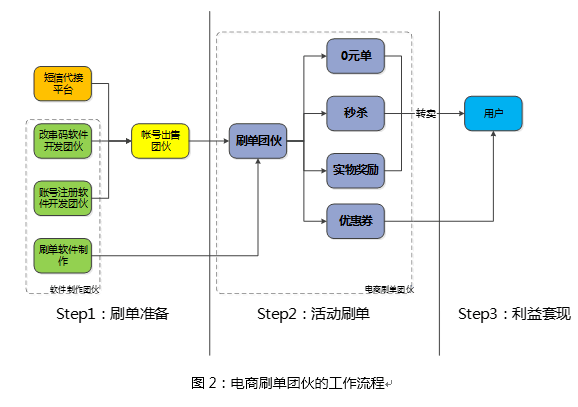 短信代接
平台
改串码软件
开发团伙
账号注册软
件开发团伙
刷单软件制
作
软件制作团伙
帐号出售
团伙
刷单团伙
0元单
秒杀
实物奖励
优惠券
电商刷单团伙
转卖
用户
Step1：刷单准备
Step2：活动刷单
Step3：利益套现
图 2：电商刷单团伙的工作流程